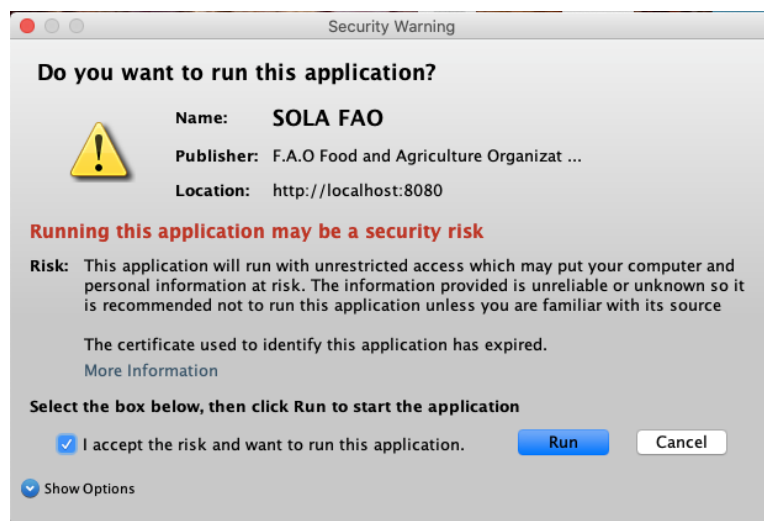 Security Warning
Do you want to run this application?
Name: SOLA FAO
Publisher: F.A.O Food and Agriculture Organizat ...
Location: http://localhost:8080
Running this application may be a security risk
Risk: This application will run with unrestricted access which may put your computer and
personal information at risk. The information provided is unreliable or unknown so it
is recommended not to run this application unless you are familiar with its source
The certificate used to identify this application has expired.
More Information
Select the box below, then click Run to start the application
I accept the risk and want to run this application. Run Cancel
Show Options